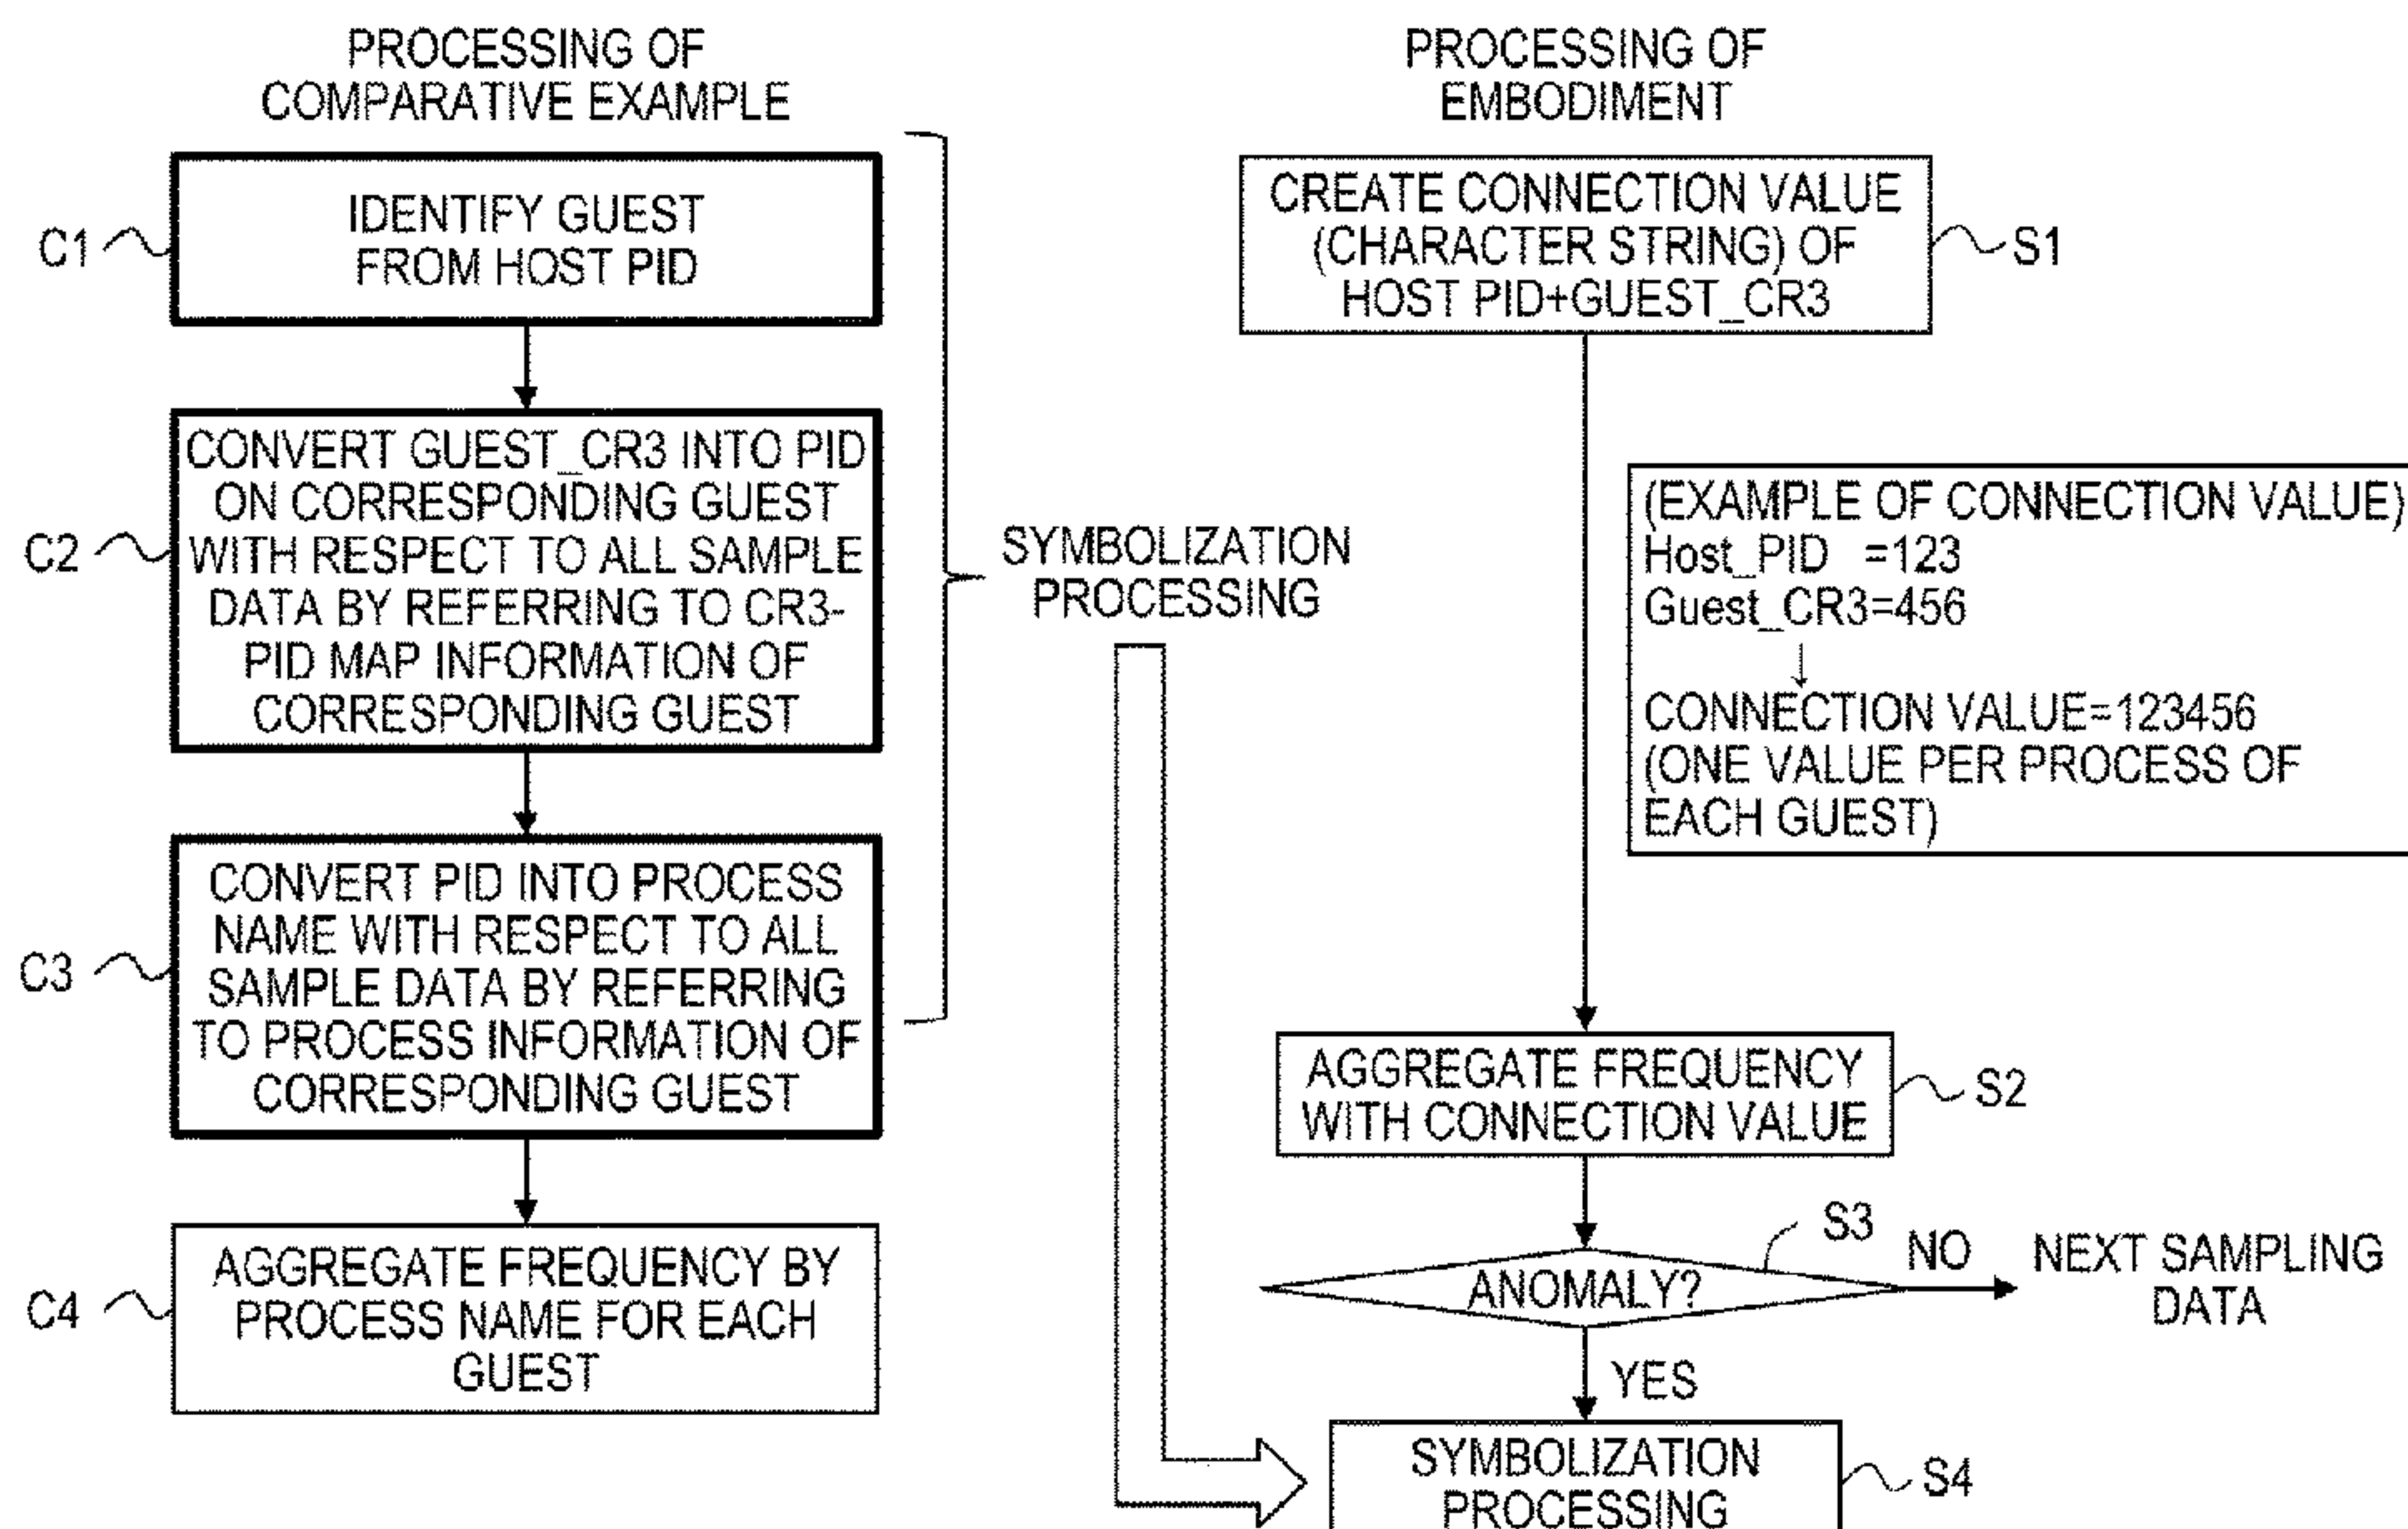 PROCESSING OF
COMPARATIVE EXAMPLE
C1
IDENTIFY GUEST
FROM HOST PID
C2
CONVERT GUEST_CR3 INTO PID
ON CORRESPONDING GUEST
WITH RESPECT TO ALL SAMPLE
DATA BY REFERRING TO CR3-
PID MAP INFORMATION OF
CORRESPONDING GUEST
C3
CONVERT PID INTO PROCESS
NAME WITH RESPECT TO ALL
SAMPLE DATA BY REFERRING
TO PROCESS INFORMATION OF
CORRESPONDING GUEST
C4
AGGREGATE FREQUENCY BY
PROCESS NAME FOR EACH
GUEST
SYMBOLIZATION
PROCESSING
PROCESSING OF
EMBODIMENT
CREATE CONNECTION VALUE
(CHARACTER STRING) OF
HOST PID+GUEST_CR3
S1
(EXAMPLE OF CONNECTION VALUE)
Host_PID =123
Guest_CR3=456
↓
CONNECTION VALUE=123456
(ONE VALUE PER PROCESS OF
EACH GUEST)
AGGREGATE FREQUENCY
WITH CONNECTION VALUE
S2
ANOMALY?
S3
NO
NEXT SAMPLING
DATA
YES
SYMBOLIZATION
PROCESSING
S4